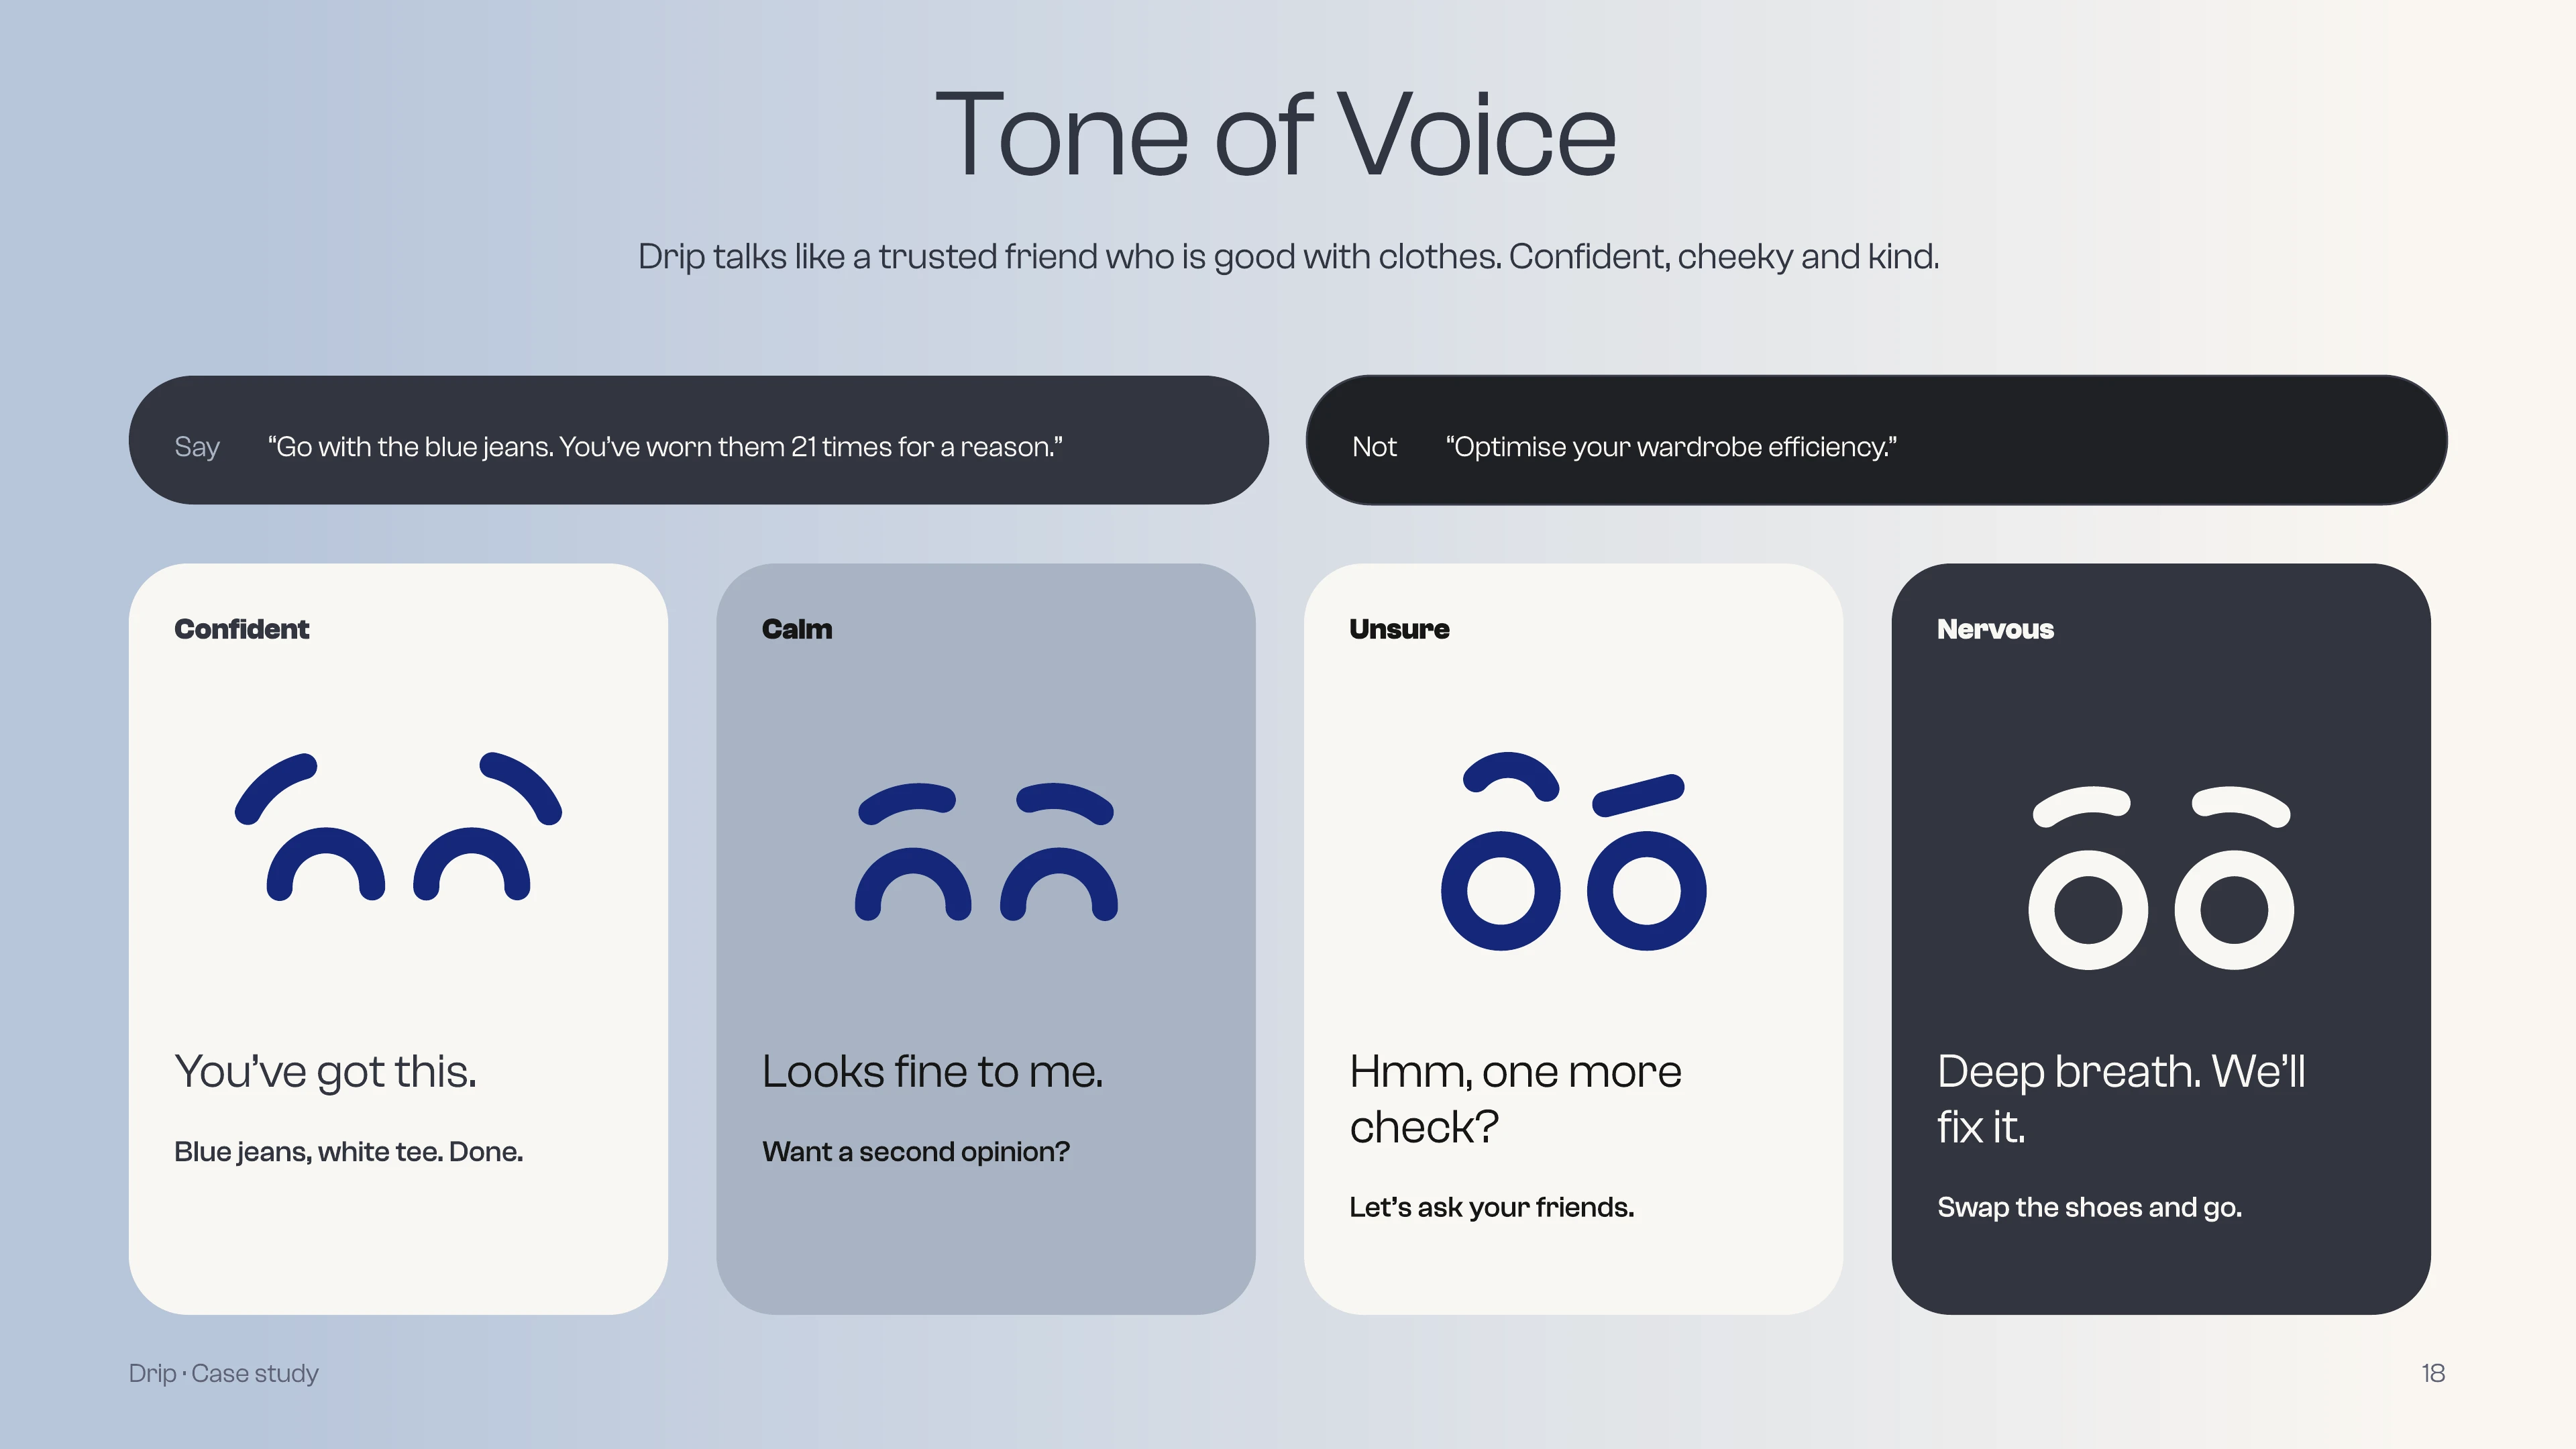 Tone of Voice
Drip talks like a trusted friend who is good with clothes. Confident, cheeky and kind.
Say “Go with the blue jeans. You’ve worn them 21 times for a reason.”
Not “Optimise your wardrobe efficiency.”
Confident
You’ve got this.
Blue jeans, white tee. Done.
Calm
Looks fine to me.
Want a second opinion?
Unsure
Hmm, one more
check?
Let’s ask your friends.
Nervous
Deep breath. We’ll
fix it.
Swap the shoes and go.
Drip · Case study
18